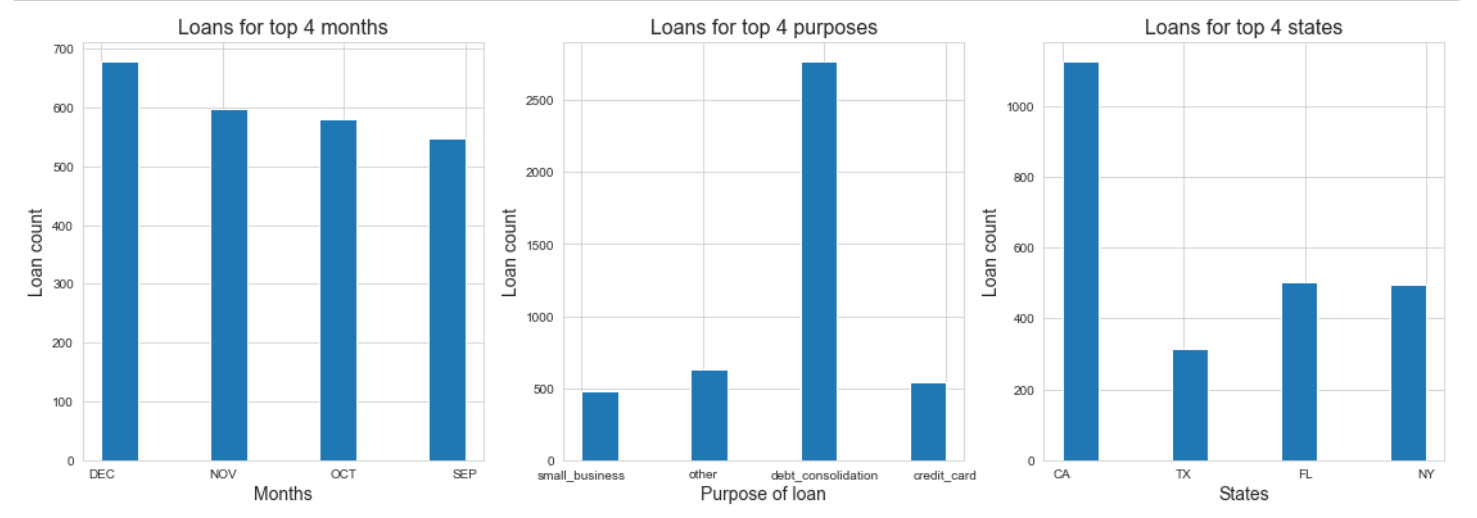 Loans for top 4 months
700
600
500
400
300
200
100
0
Loan count
DEC NOV OCT SEP
Months
Loans for top 4 purposes
2500
2000
1500
1000
500
0
Loan count
small_business other debt_consolidation credit_card
Purpose of loan
Loans for top 4 states
1000
800
600
400
200
0
Loan count
CA TX FL NY
States